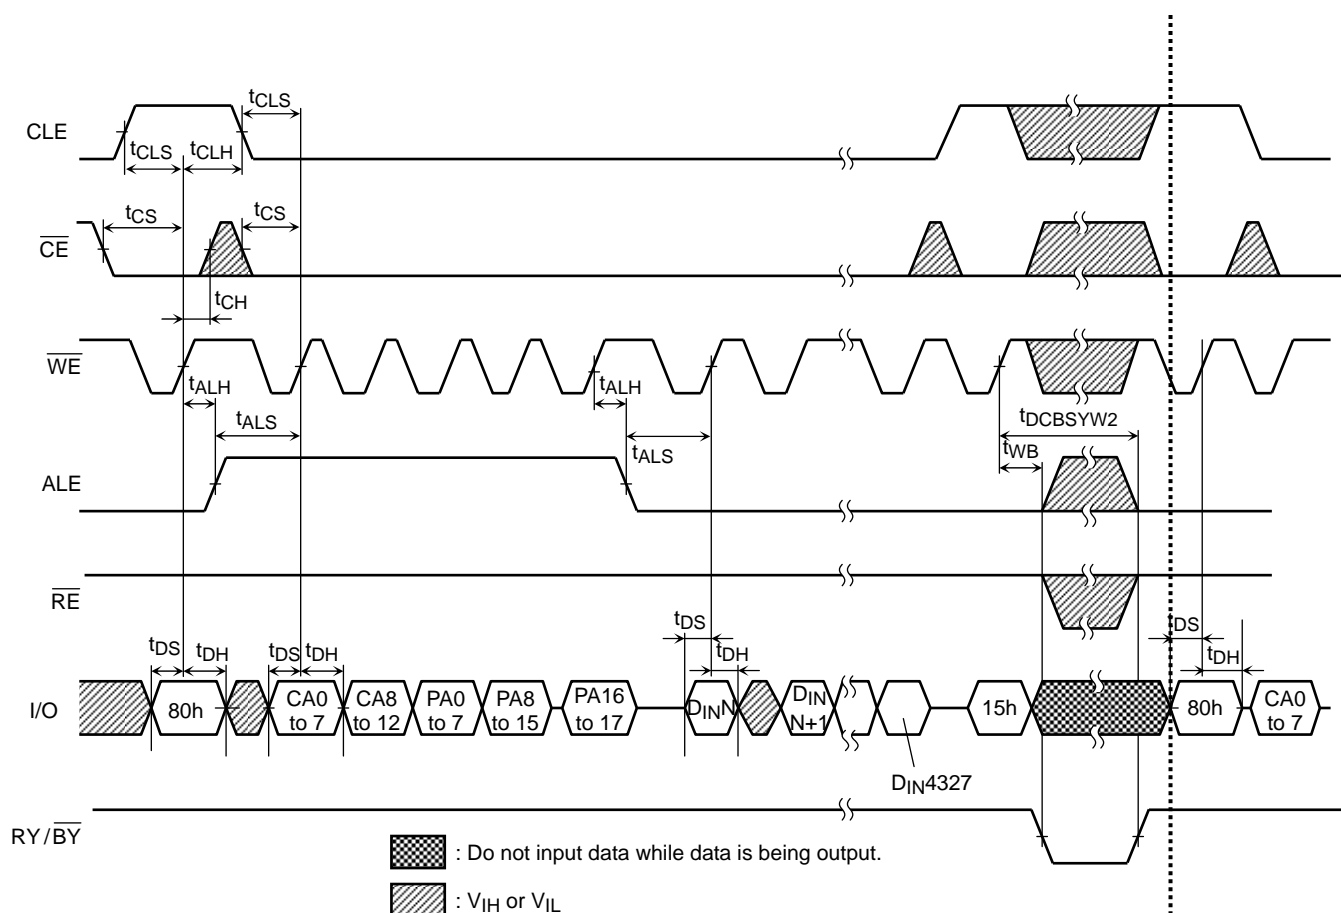 tCLS
CLE
tCLS tCLH
tCS tCS
CE
tCH
WE
tALH tALH
tALS tDCBSYW2
tALS tWB
ALE
RE
tDS tDH tDS tDH tDS tDH DS tDH
I/O
80h
CA0 to 7
CA8 to 12
PA0 to 7
PA8 to 15
PA16 to 17
DINN
DIN N+1
15h
80h
CA0 to 7
DIN4327
RY/BY
: Do not input data while data is being output.
: VIH or VIL